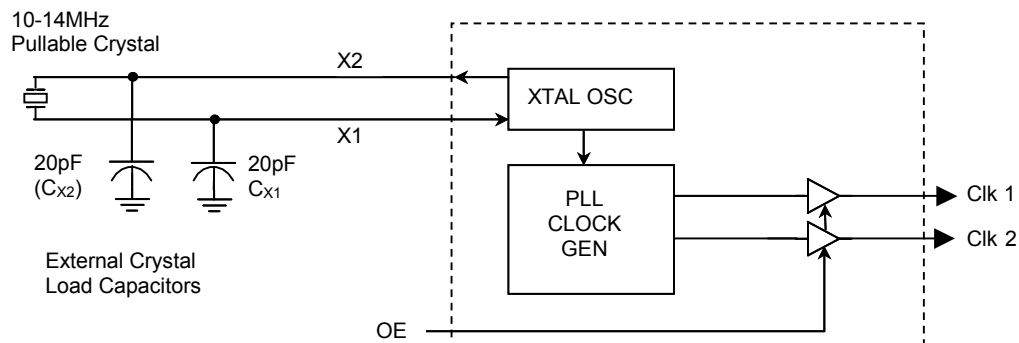 10-14MHz
Pullable Crystal
X2
XTAL OSC
X1
20pF
(CX2)
20pF
CX1
PLL
CLOCK
GEN
Clk 1
Clk 2
External Crystal
Load Capacitors
OE